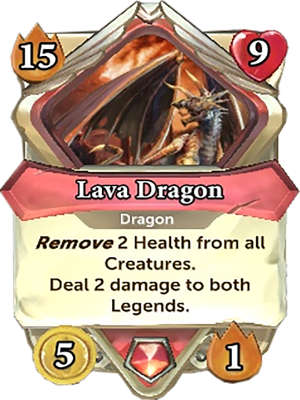 15
9
Lava Dragon
Dragon
Remove 2 Health from all
Creatures.
Deal 2 damage to both
Legends.
5
1